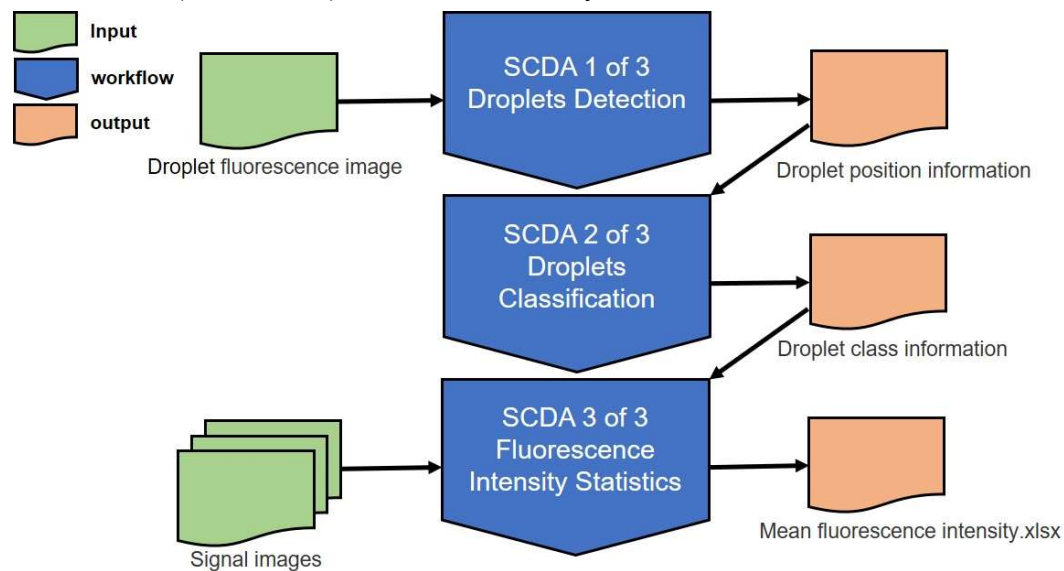 Input
workflow
output
SCDA 1 of 3
Droplets Detection
Droplet fluorescence image
Droplet position information
SCDA 2 of 3
Droplets
Classification
Droplet class information
SCDA 3 of 3
Fluorescence
Intensity Statistics
Signal images
Mean fluorescence intensity.xlsx